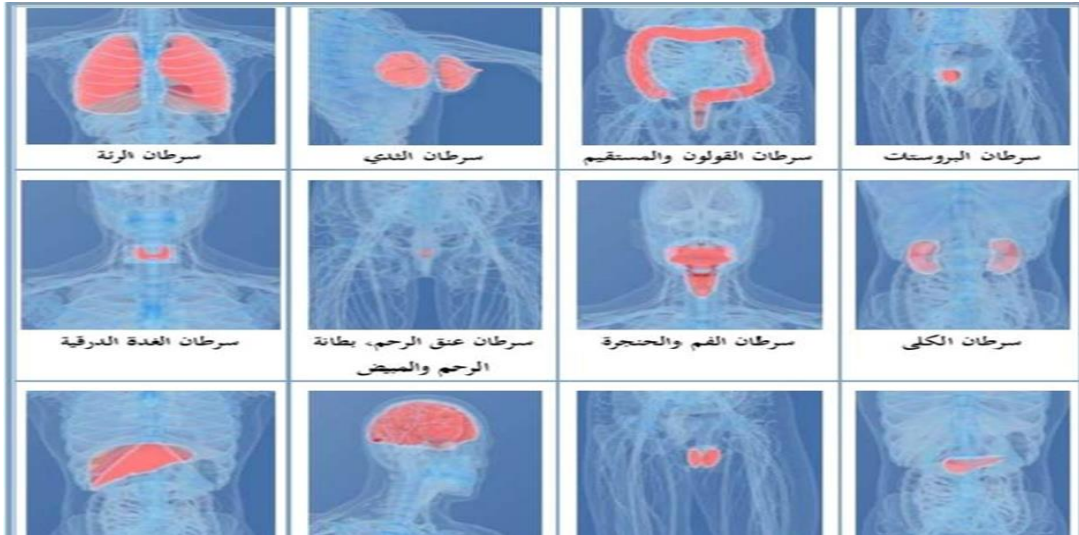 سرطان البروستات
سرطان القولون والمستقيم
سرطان الثدي
سرطان الرئة
سرطان الكلى
سرطان الفم والحنجرة
سرطان عنق الرحم، بطانة
الرحم والمبيض
سرطان الغدة الدرقية